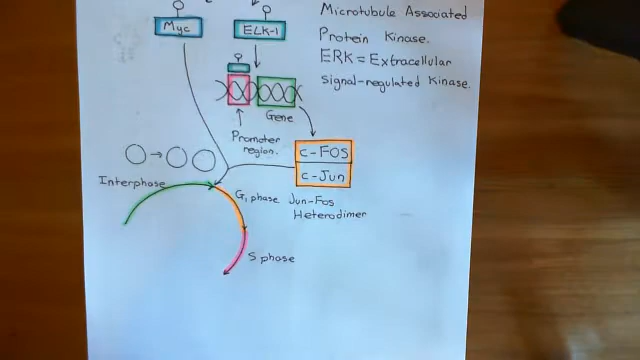 Microtubule Associated
Protein Kinase.
ERK = Extracellular
signal-regulated kinase.
Myc
ELK-1
Gene
Promoter
region.
c-FOS
c-Jun
Interphase
G1 phase
Jun-Fos
Heterodimer
S phase